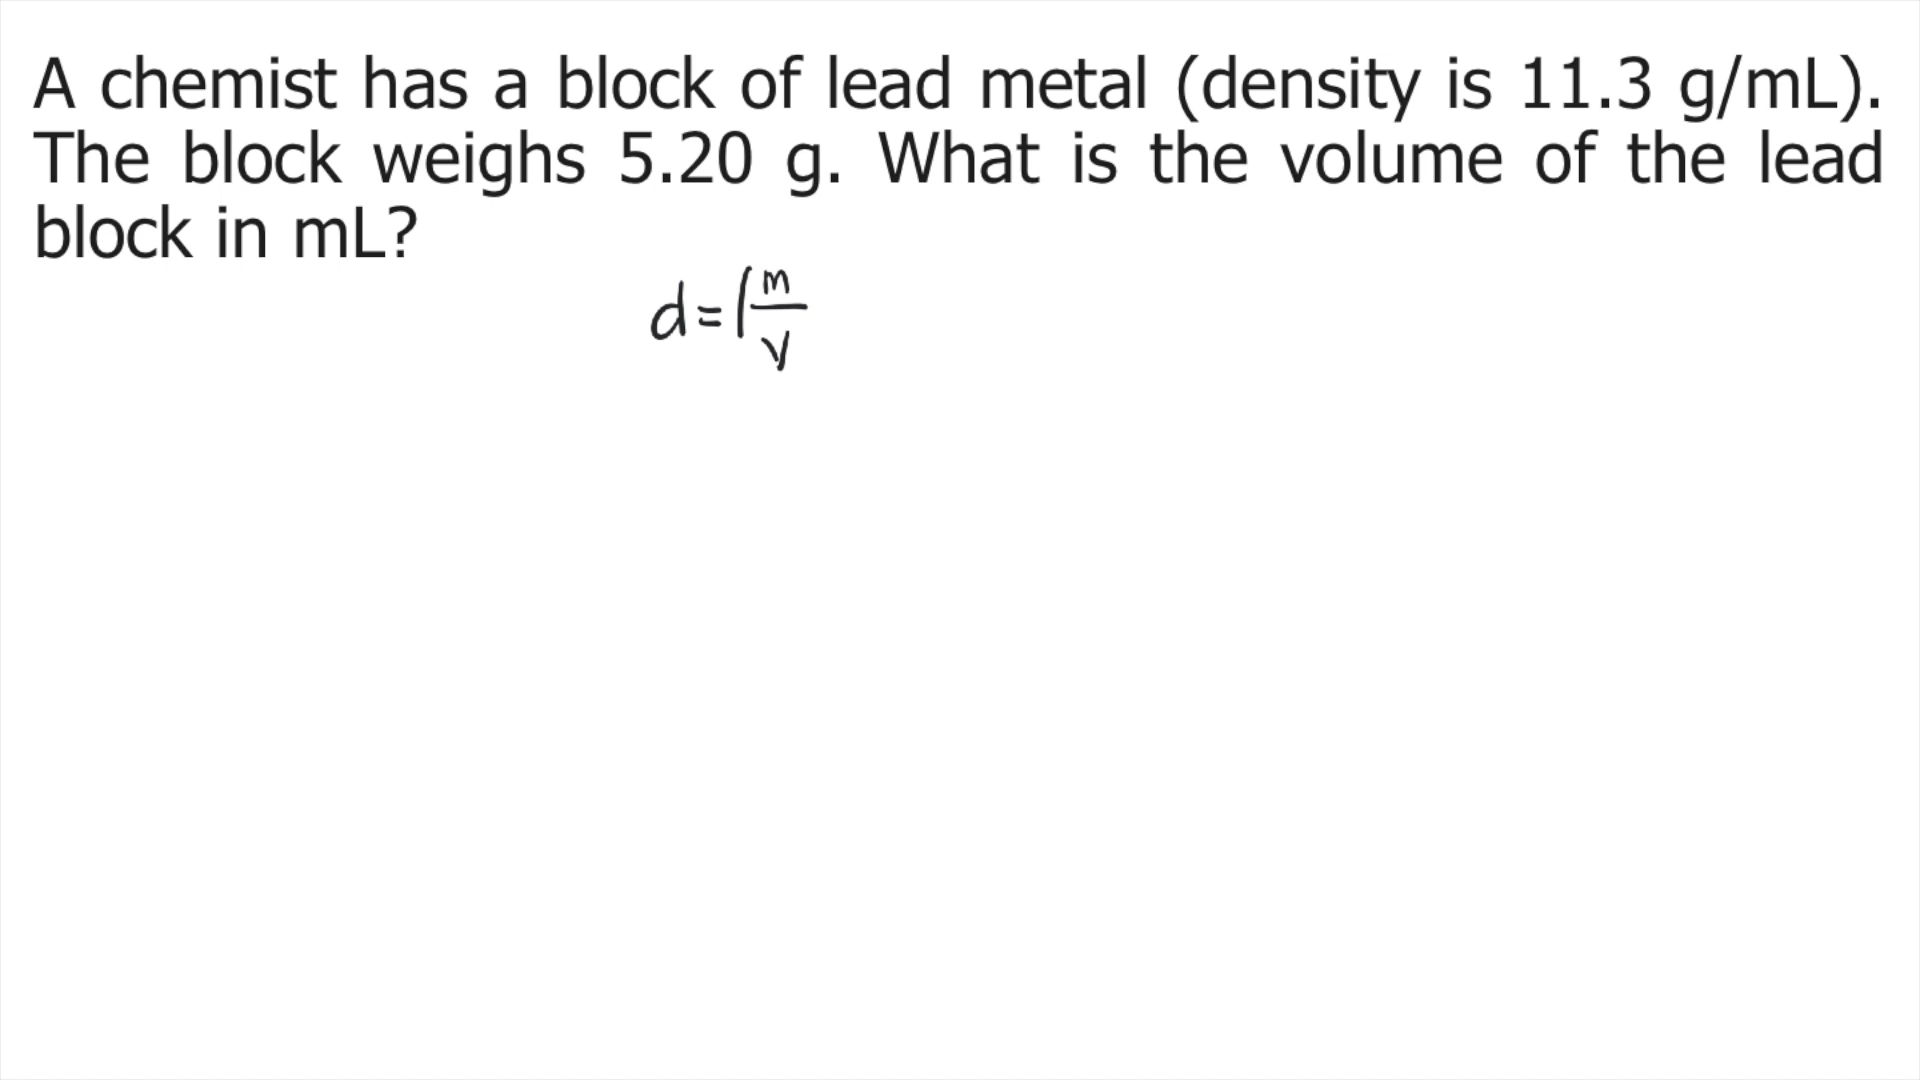 A chemist has a block of lead metal (density is 11.3 g/mL).
The block weighs 5.20 g. What is the volume of the lead
block in mL?
d = m/v